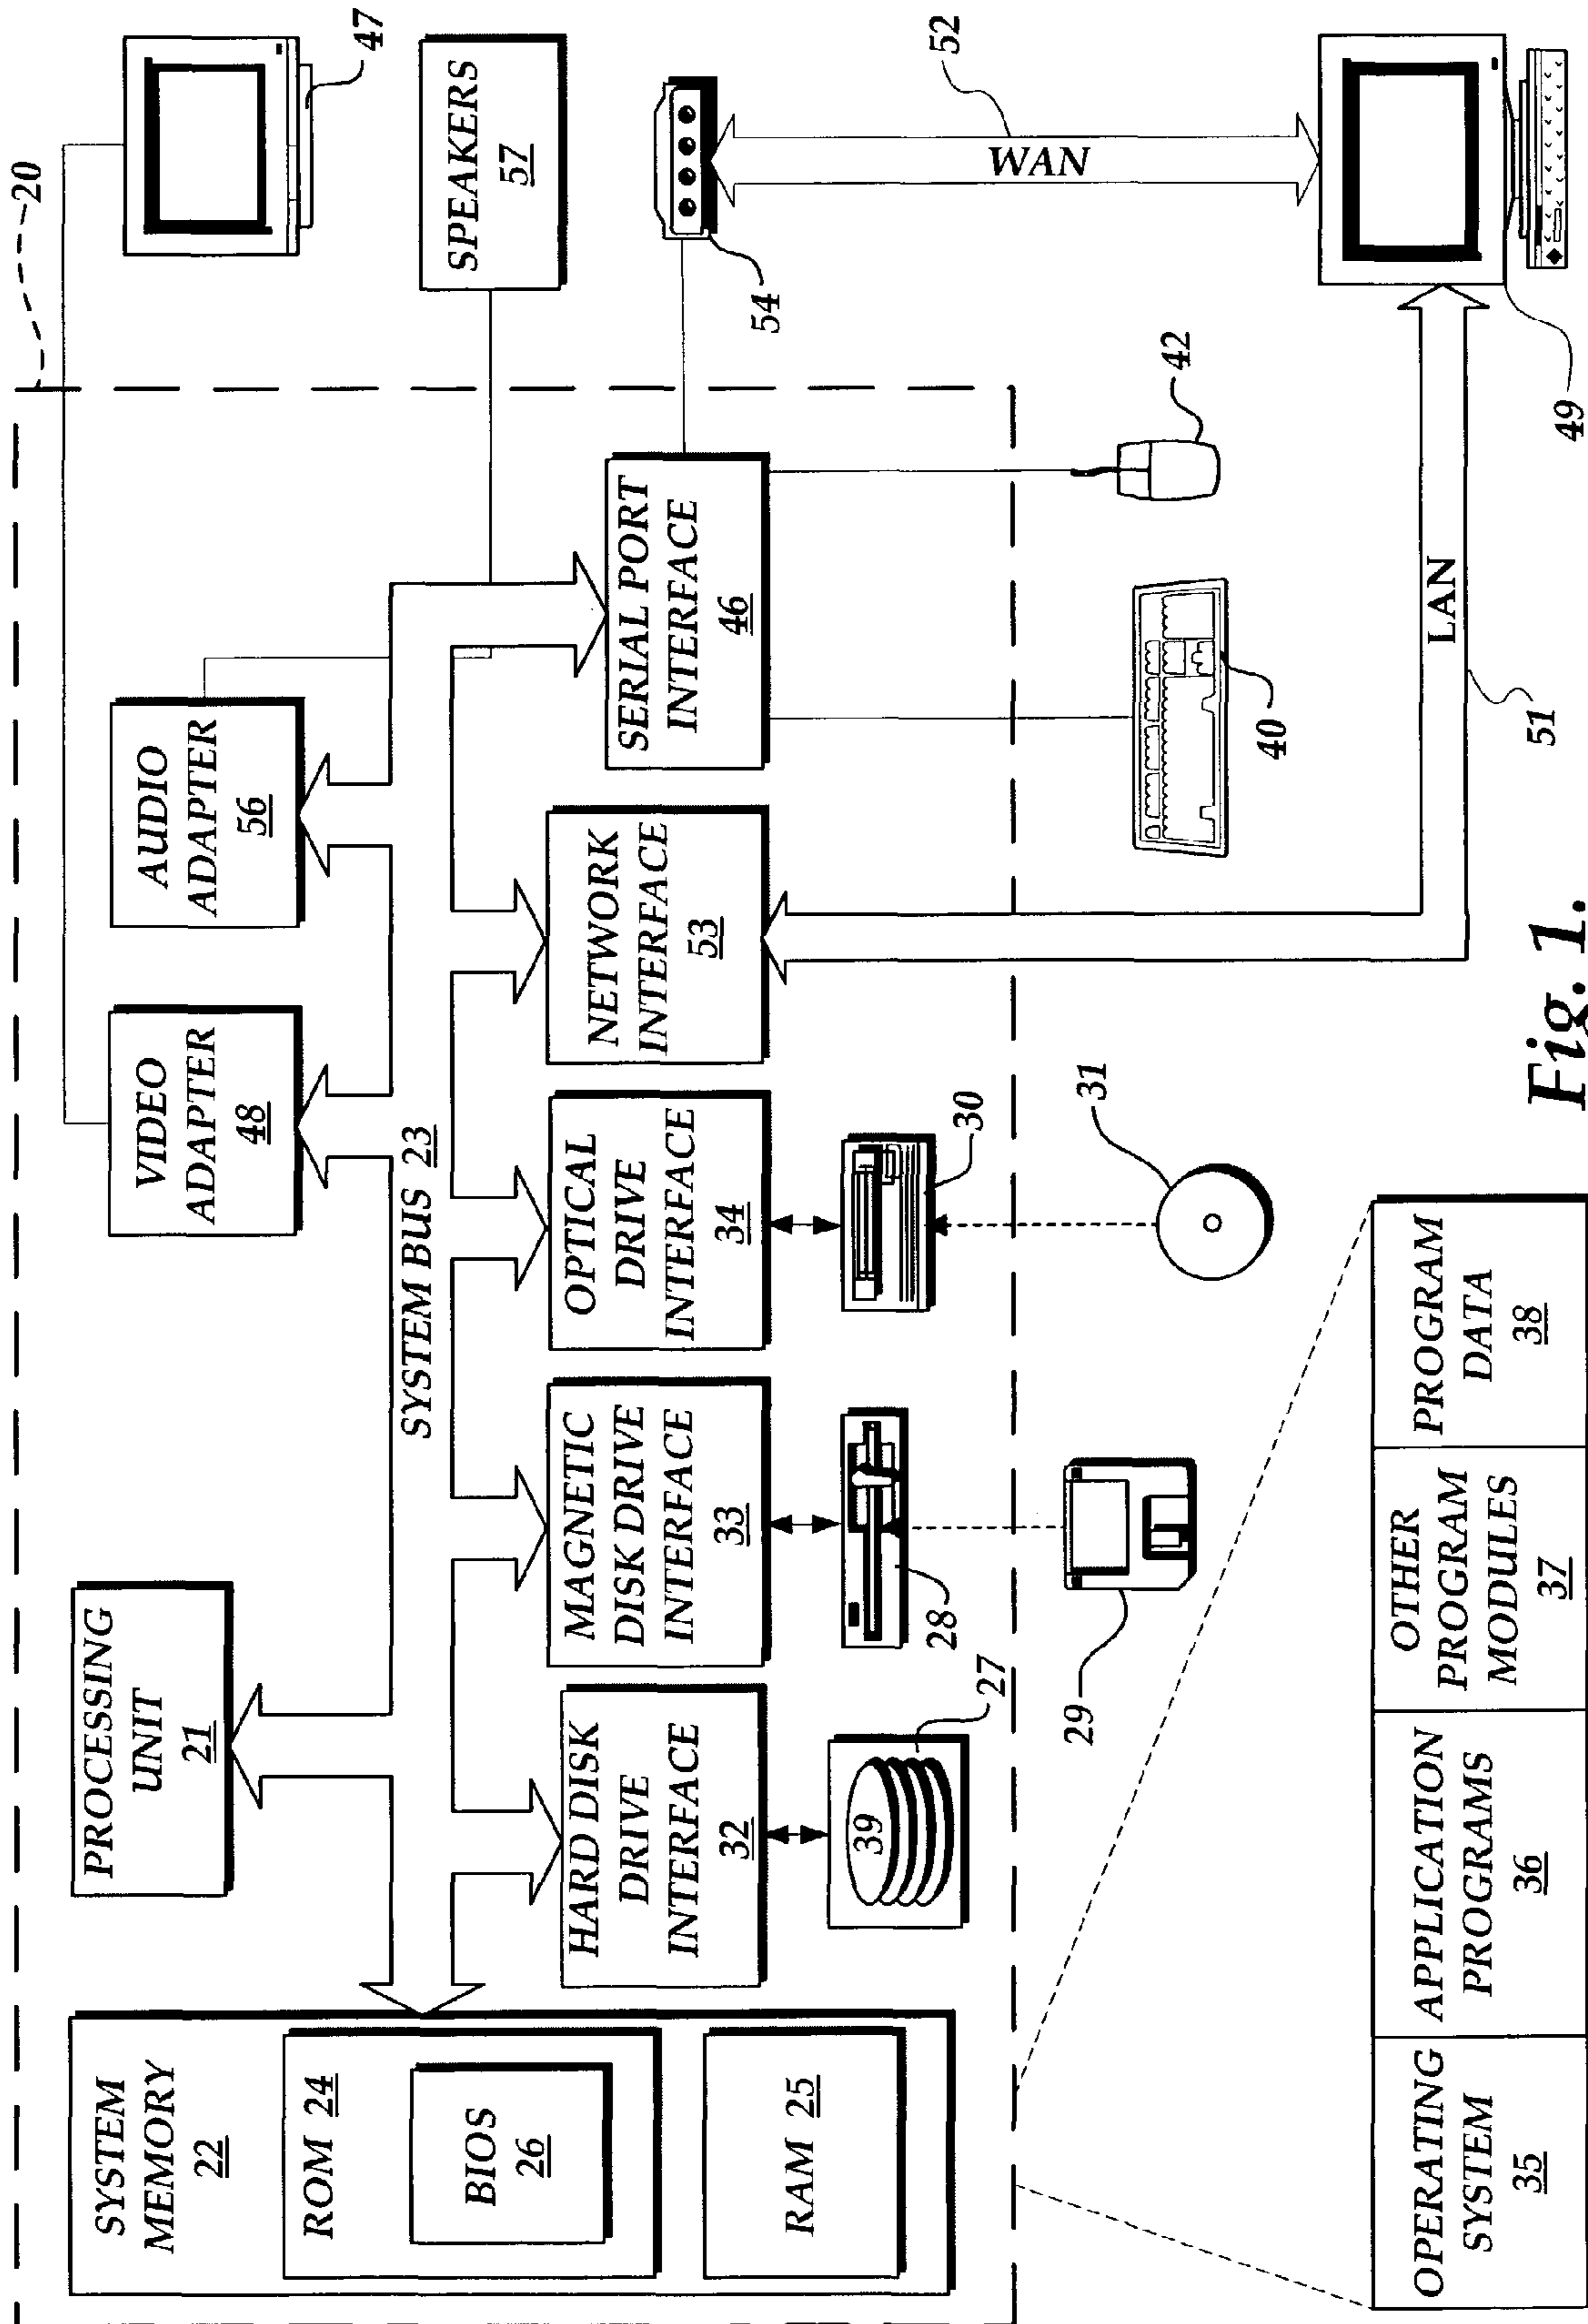 20
SYSTEM
MEMORY
22
ROM 24
BIOS
26
RAM 25
PROCESSING
UNIT
21
VIDEO
ADAPTER
48
AUDIO
ADAPTER
56
47
SYSTEM BUS 23
SPEAKERS
57
HARD DISK
DRIVE
INTERFACE
32
MAGNETIC
DISK DRIVE
INTERFACE
33
OPTICAL
DRIVE
INTERFACE
34
NETWORK
INTERFACE
53
SERIAL PORT
INTERFACE
46
54
39
27
28
30
WAN
52
29
31
40
42
OPERATING
SYSTEM
35
APPLICATION
PROGRAMS
36
OTHER
PROGRAM
MODULES
37
PROGRAM
DATA
38
LAN
51
49
Fig. 1.